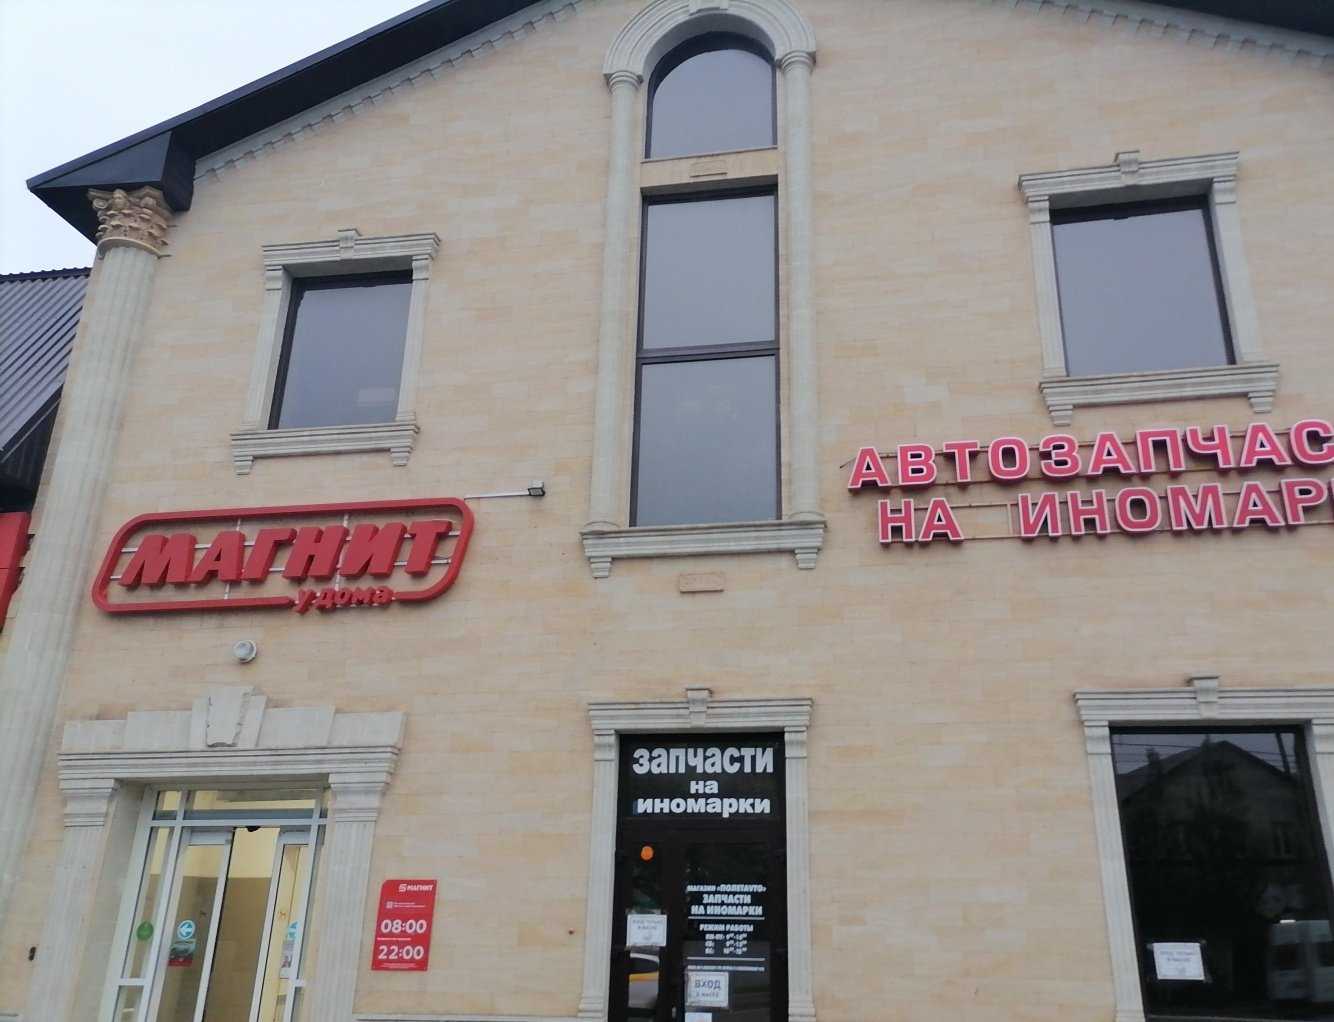 МАГНИТ
у дома
АВТОЗАПЧАС
НА ИНОМАР
запчасти
на
иномарки
МАГНИТ
08:00
22:00
МАГАЗИН «ПОЛЕТАУТО»
ЗАПЧАСТИ
НА ИНОМАРКИ
РЕЖИМ РАБОТЫ
ВХОД